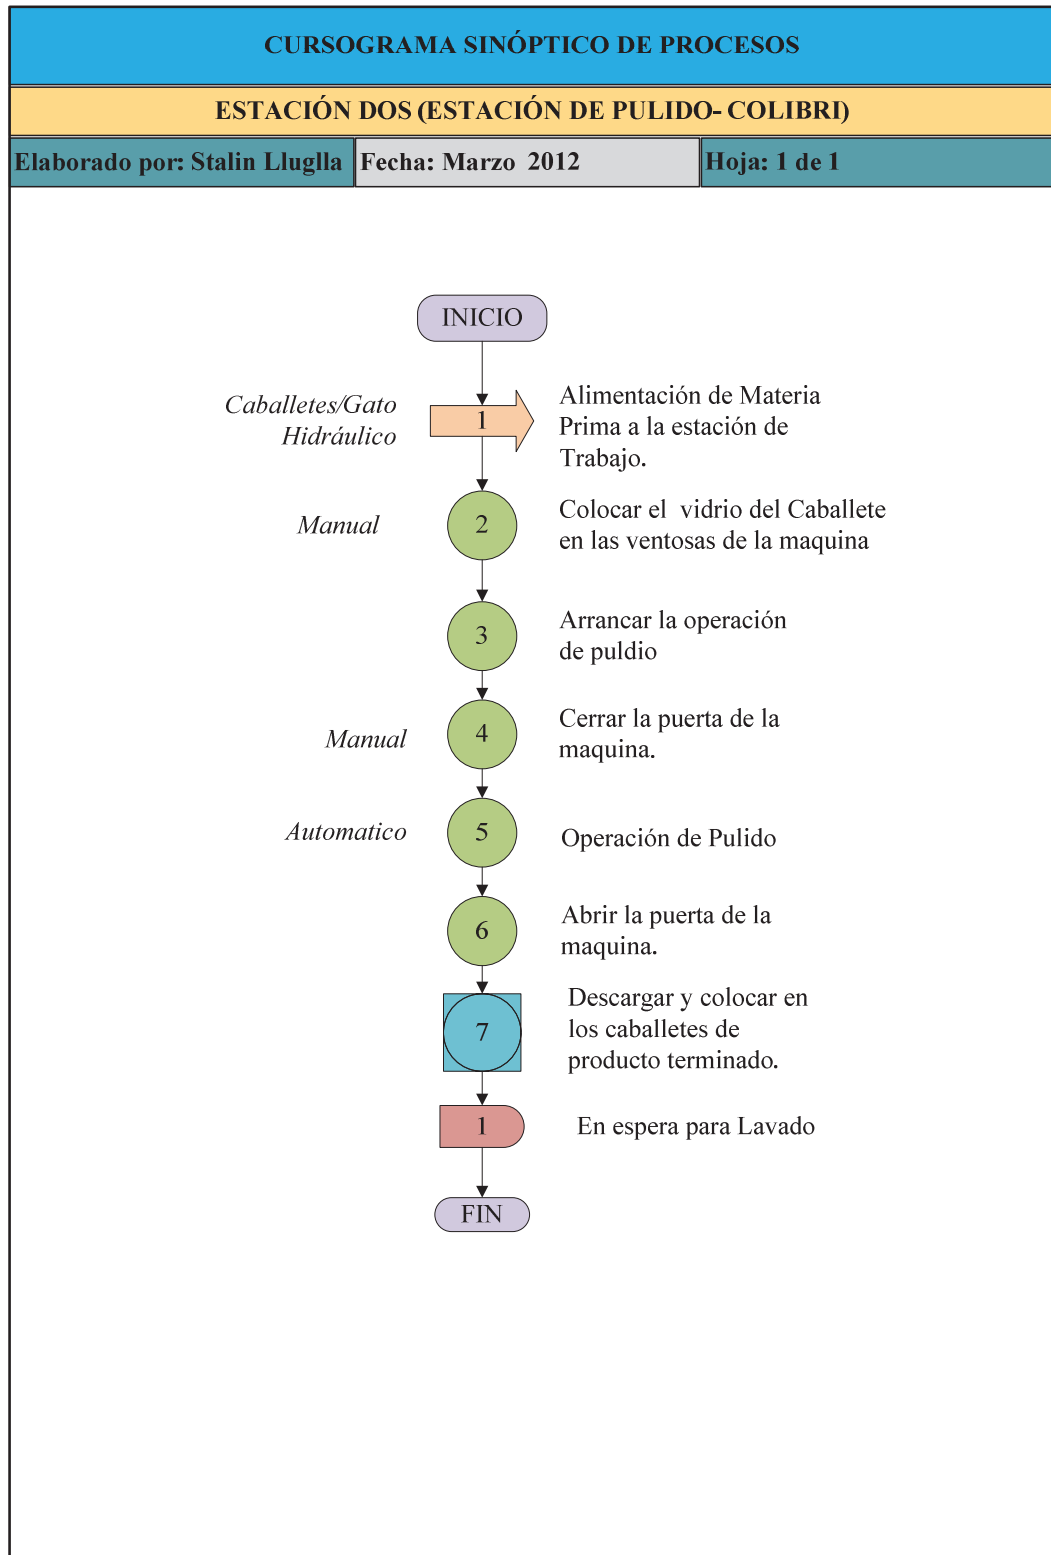 CURSOGRAMA SINÓPTICO DE PROCESOS
ESTACIÓN DOS (ESTACIÓN DE PULIDO- COLIBRI)
Elaborado por: Stalin Lluglla
Fecha: Marzo 2012
Hoja: 1 de 1
INICIO
Caballetes/Gato
Hidráulico
1
Alimentación de Materia
Prima a la estación de
Trabajo.
Manual
2
Colocar el vidrio del Caballete
en las ventosas de la maquina
3
Arrancar la operación
de puldio
Manual
4
Cerrar la puerta de la
maquina.
Automatico
5
Operación de Pulido
6
Abrir la puerta de la
maquina.
7
Descargar y colocar en
los caballetes de
producto terminado.
1
En espera para Lavado
FIN